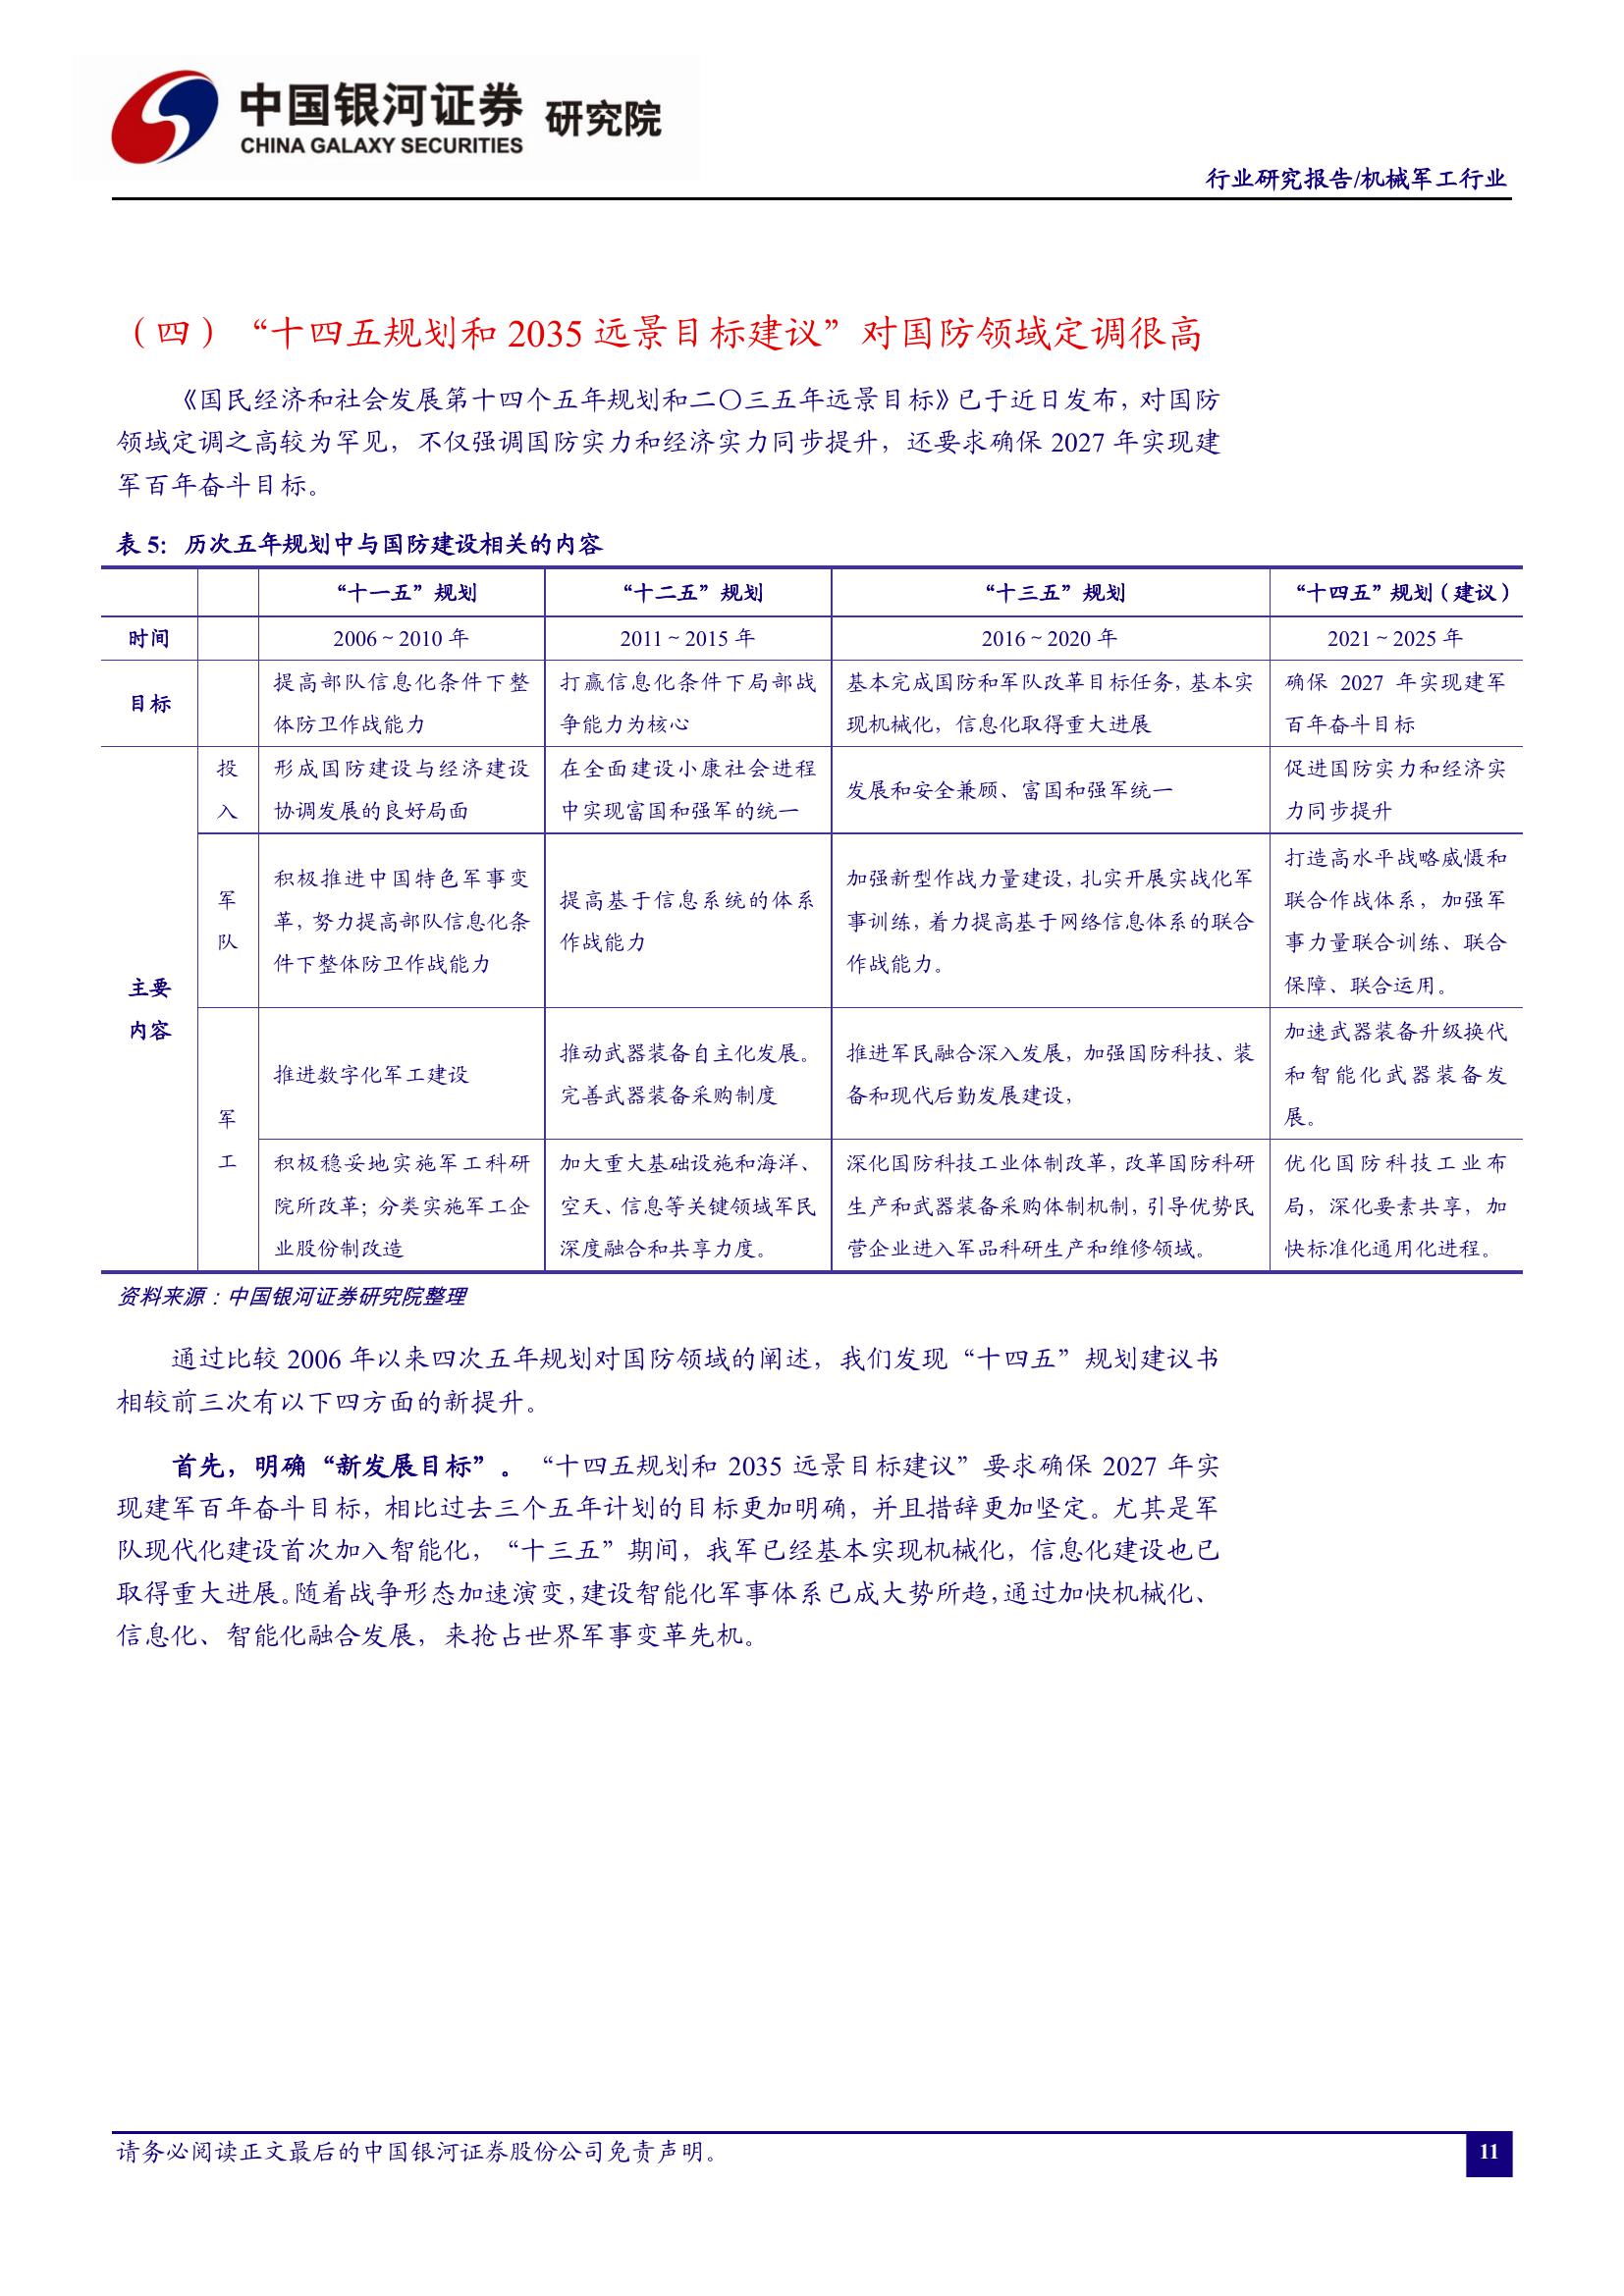 中国银河证券 研究院
CHINA GALAXY SECURITIES
行业研究报告/机械军工行业
（四）“十四五规划和 2035 远景目标建议”对国防领域定调很高
《国民经济和社会发展第十四个五年规划和二〇三五年远景目标》已于近日发布，对国防
领域定调之高较为罕见，不仅强调国防实力和经济实力同步提升，还要求确保 2027 年实现建
军百年奋斗目标。
表 5：历次五年规划中与国防建设相关的内容
“十一五”规划 “十二五”规划 “十三五”规划 “十四五”规划（建议）
时间 2006～2010 年 2011～2015 年 2016～2020 年 2021～2025 年
目标
提高部队信息化条件下整
体防卫作战能力
打赢信息化条件下局部战
争能力为核心
基本完成国防和军队改革目标任务，基本实
现机械化，信息化取得重大进展
确保 2027 年实现建军
百年奋斗目标
主要
内容
投
入
形成国防建设与经济建设
协调发展的良好局面
在全面建设小康社会进程
中实现富国和强军的统一
发展和安全兼顾、富国和强军统一
促进国防实力和经济实
力同步提升
军
队
积极推进中国特色军事变
革，努力提高部队信息化条
件下整体防卫作战能力
提高基于信息系统的体系
作战能力
加强新型作战力量建设，扎实开展实战化军
事训练，着力提高基于网络信息体系的联合
作战能力。
打造高水平战略威慑和
联合作战体系，加强军
事力量联合训练、联合
保障、联合运用。
军
工
推进数字化军工建设
推动武器装备自主化发展。
完善武器装备采购制度
推进军民融合深入发展，加强国防科技、装
备和现代后勤发展建设，
加速武器装备升级换代
和智能化武器装备发
展。
积极稳妥地实施军工科研
院所改革；分类实施军工企
业股份制改造
加大重大基础设施和海洋、
空天、信息等关键领域军民
深度融合和共享力度。
深化国防科技工业体制改革，改革国防科研
生产和武器装备采购体制机制，引导优势民
营企业进入军品科研生产和维修领域。
优化国防科技工业布
局，深化要素共享，加
快标准化通用化进程。
资料来源：中国银河证券研究院整理
通过比较 2006 年以来四次五年规划对国防领域的阐述，我们发现“十四五”规划建议书
相较前三次有以下四方面的新提升。
首先，明确“新发展目标”。“十四五规划和 2035 远景目标建议”要求确保 2027 年实
现建军百年奋斗目标，相比过去三个五年计划的目标更加明确，并且措辞更加坚定。尤其是军
队现代化建设首次加入智能化，“十三五”期间，我军已经基本实现机械化，信息化建设也已
取得重大进展。随着战争形态加速演变，建设智能化军事体系已成大势所趋，通过加快机械化、
信息化、智能化融合发展，来抢占世界军事变革先机。
请务必阅读正文最后的中国银河证券股份公司免责声明。
11